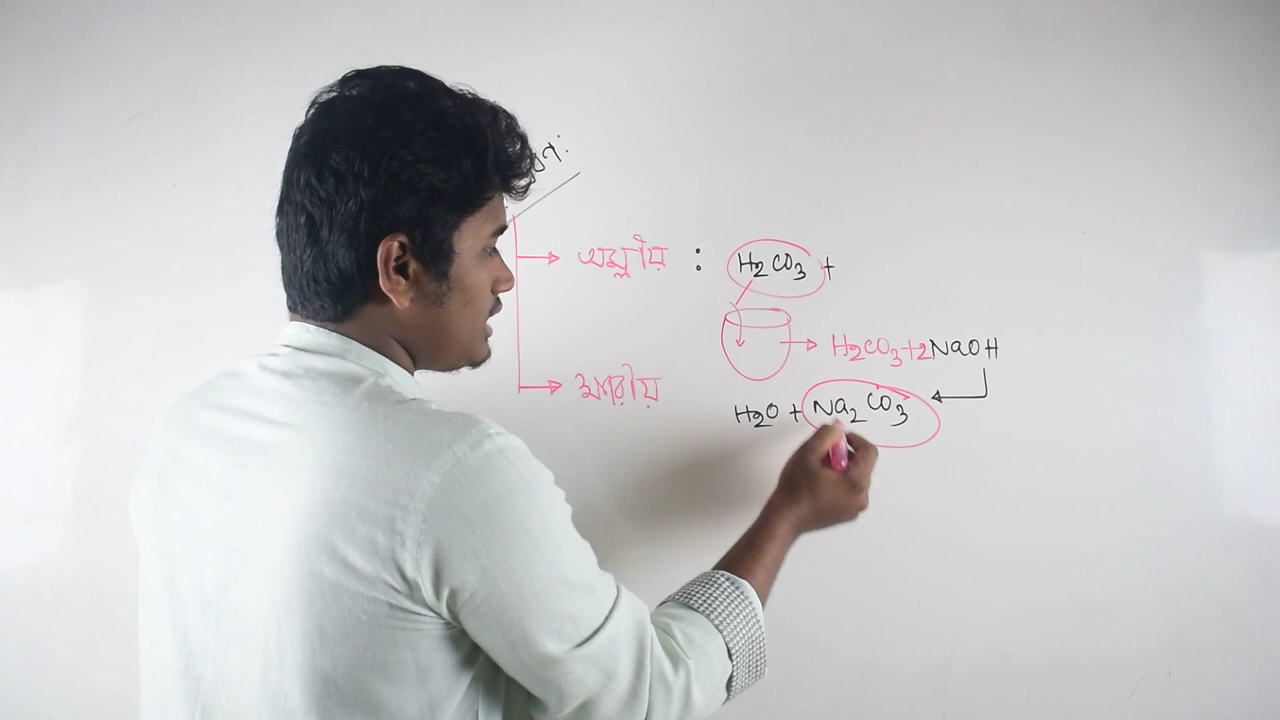 অম্লীয় : H₂CO₃ +
H₂CO₃+2NaOH
ক্ষারীয়
H₂O + Na₂CO₃